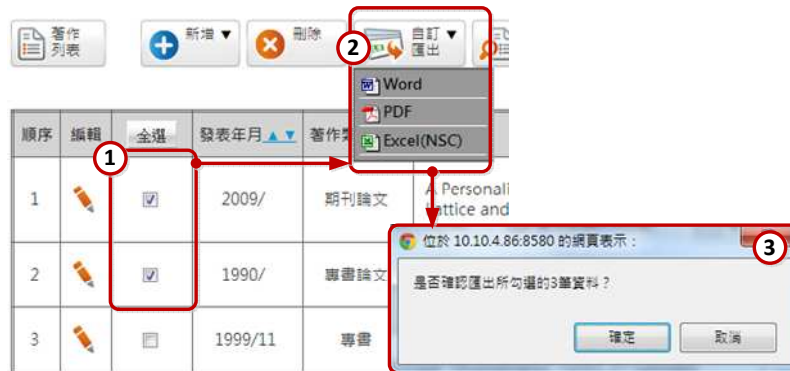 著作
列表
新增 ▼
刪除
2
自訂 ▼
匯出
Word
PDF
Excel(NSC)
順序 編輯 全選 發表年月 ▲ ▼ 著作
1
1 2009/ 期刊論文 A Personali
Lattice and
2 1990/ 專書論文
3 1999/11 專書
位於 10.10.4.86:8580 的網頁表示：
3
是否確認匯出所勾選的3筆資料？
確定 取消